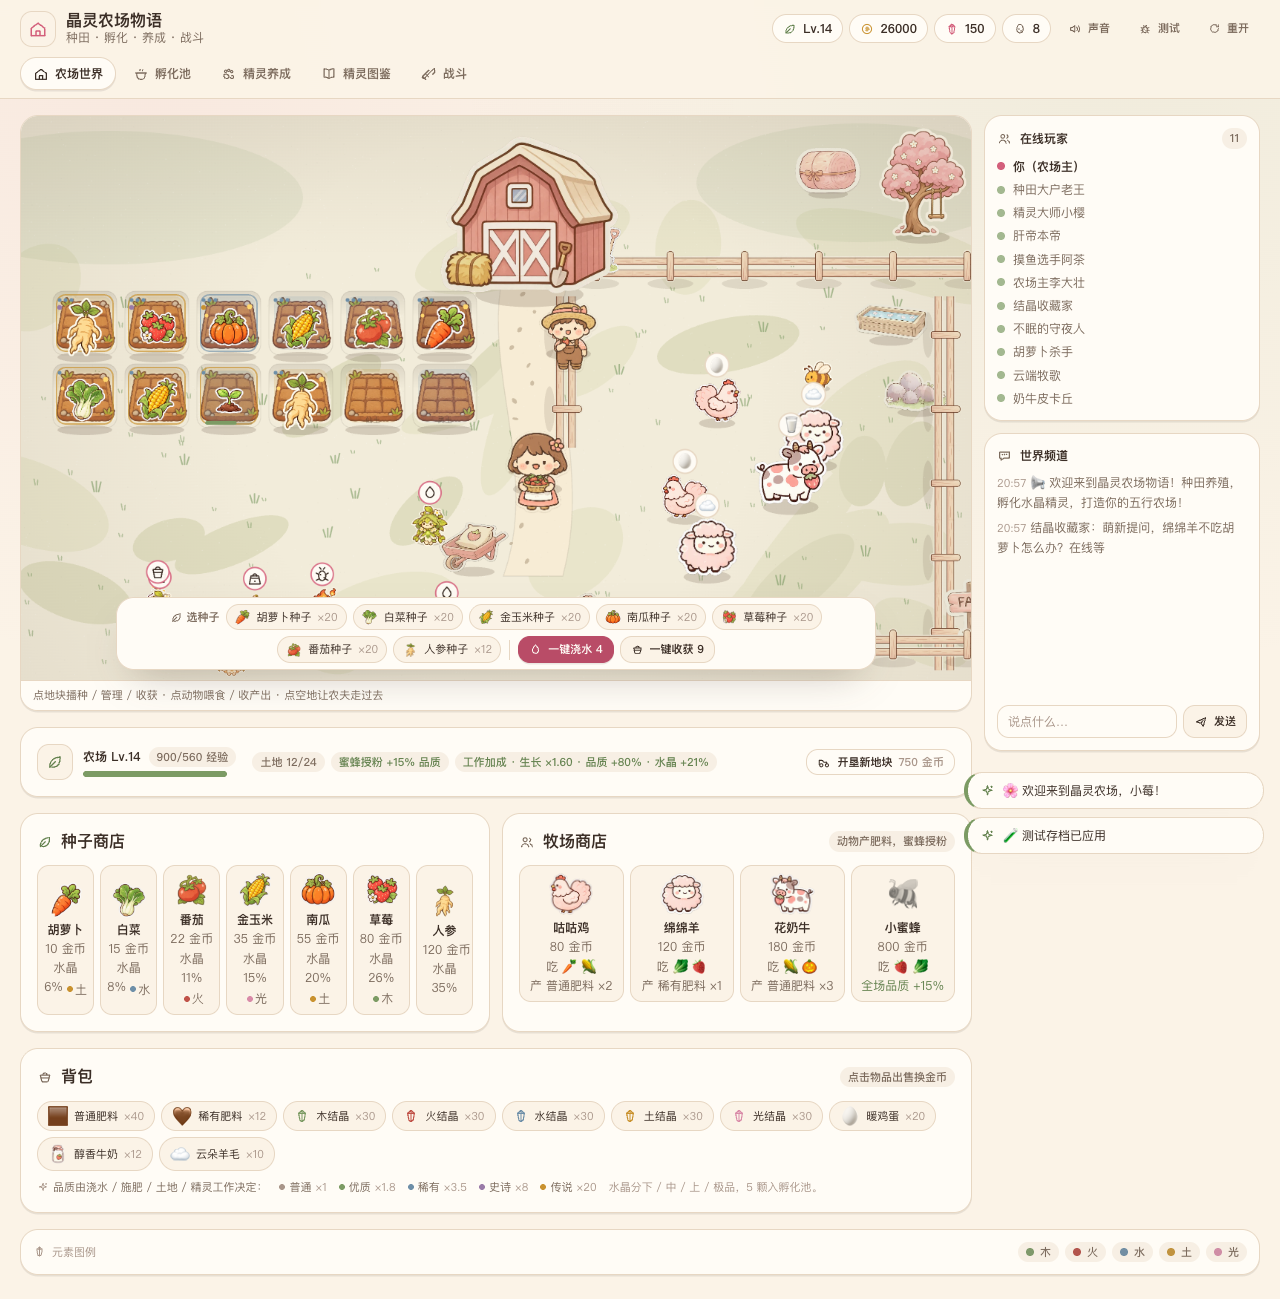 晶灵农场物语
种田 · 孵化 · 养成 · 战斗
Lv.14
26000
150
8
声音
测试
重开
农场世界
孵化池
精灵养成
精灵图鉴
战斗
FA
选种子
胡萝卜种子 ×20
白菜种子 ×20
金玉米种子 ×20
南瓜种子 ×20
草莓种子 ×20
番茄种子 ×20
人参种子 ×12
一键浇水 4
一键收获 9
点地块播种 / 管理 / 收获 · 点动物喂食 / 收产出 · 点空地让农夫走过去
在线玩家
11
你（农场主）
种田大户老王
精灵大师小樱
肝帝本帝
摸鱼选手阿茶
农场主李大壮
结晶收藏家
不眠的守夜人
胡萝卜杀手
云端牧歌
奶牛皮卡丘
世界频道
20:57 欢迎来到晶灵农场物语！种田养殖，
孵化水晶精灵，打造你的五行农场！
20:57 结晶收藏家：萌新提问，绵绵羊不吃胡
萝卜怎么办？在线等
说点什么…
发送
农场 Lv.14
900/560 经验
土地 12/24
蜜蜂授粉 +15% 品质
工作加成 · 生长 ×1.60 · 品质 +80% · 水晶 +21%
开垦新地块 750 金币
欢迎来到晶灵农场，小莓！
测试存档已应用
种子商店
胡萝卜
10 金币
水晶
6% 土
白菜
15 金币
水晶
8% 水
番茄
22 金币
水晶
11%
火
金玉米
35 金币
水晶
15%
光
南瓜
55 金币
水晶
20%
土
草莓
80 金币
水晶
26%
木
人参
120 金币
水晶
35%
牧场商店
动物产肥料，蜜蜂授粉
咕咕鸡
80 金币
吃
产 普通肥料 ×2
绵绵羊
120 金币
吃
产 稀有肥料 ×1
花奶牛
180 金币
吃
产 普通肥料 ×3
小蜜蜂
800 金币
吃
全场品质 +15%
背包
点击物品出售换金币
普通肥料 ×40
稀有肥料 ×12
木结晶 ×30
火结晶 ×30
水结晶 ×30
土结晶 ×30
光结晶 ×30
暖鸡蛋 ×20
醇香牛奶 ×12
云朵羊毛 ×10
品质由浇水 / 施肥 / 土地 / 精灵工作决定：
普通 ×1
优质 ×1.8
稀有 ×3.5
史诗 ×8
传说 ×20
水晶分下 / 中 / 上 / 极品，5 颗入孵化池。
元素图例
木
火
水
土
光